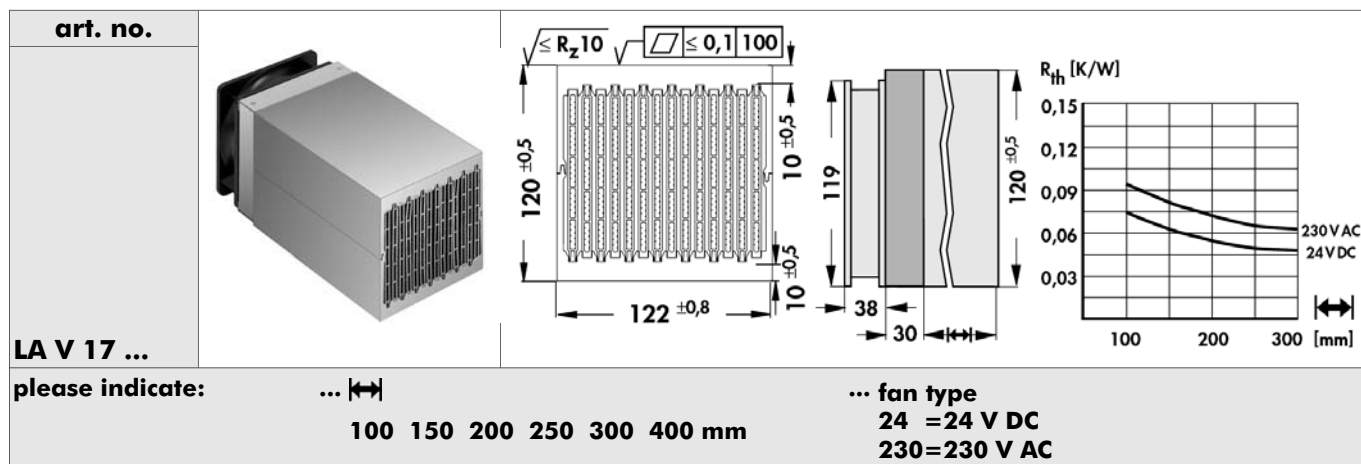 art. no.
LA V 17 ...
≤ Rz10
≤ 0,1 100
120 ±0,5
10 ±0,5
10 ±0,5
122 ±0,8
119
38
30
120 ±0,5
Rth [K/W]
0,15
0,12
0,09
0,06
0,03
230 V AC
24 V DC
100 200 300 [mm]
please indicate: ... ... fan type
100 150 200 250 300 400 mm
24 =24 V DC
230=230 V AC